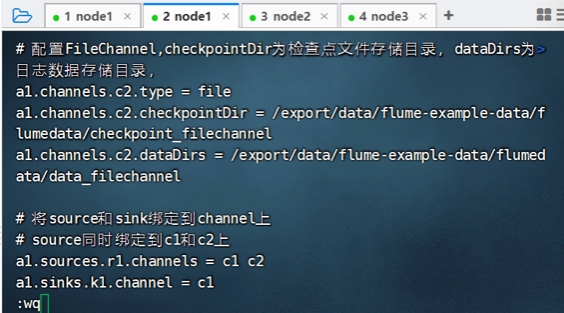 1 node1
2 node1
3 node2
4 node3
# 配置FileChannel,checkpointDir为检查点文件存储目录，dataDirs为>
日志数据存储目录，
a1.channels.c2.type = file
a1.channels.c2.checkpointDir = /export/data/flume-example-data/f
lumedata/checkpoint_filechannel
a1.channels.c2.dataDirs = /export/data/flume-example-data/flumed
ata/data_filechannel
# 将source和sink绑定到channel上
# source同时绑定到c1和c2上
a1.sources.r1.channels = c1 c2
a1.sinks.k1.channel = c1
:wq